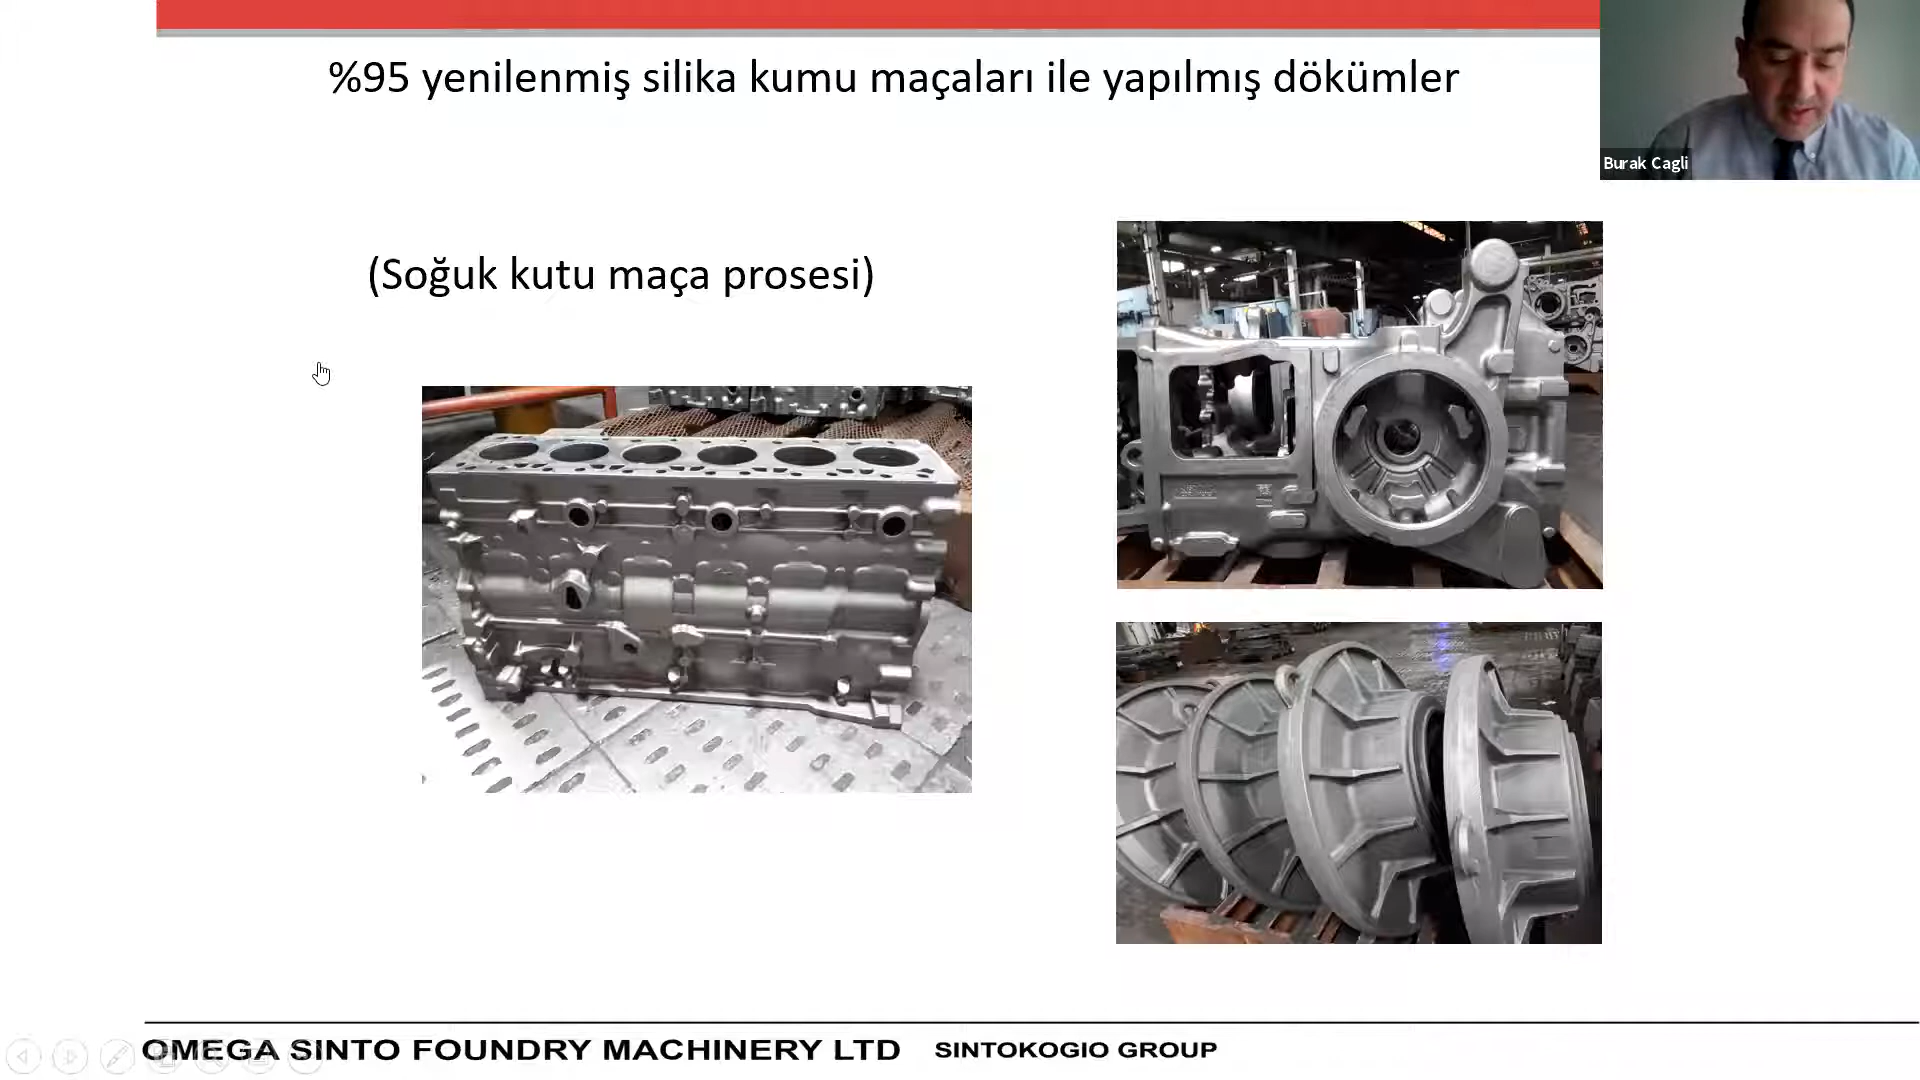 %95 yenilenmiş silika kumu maçaları ile yapılmış dökümler
Burak Cagli
(Soğuk kutu maça prosesi)
OMEGA SINTO FOUNDRY MACHINERY LTD SINTOKOGIO GROUP